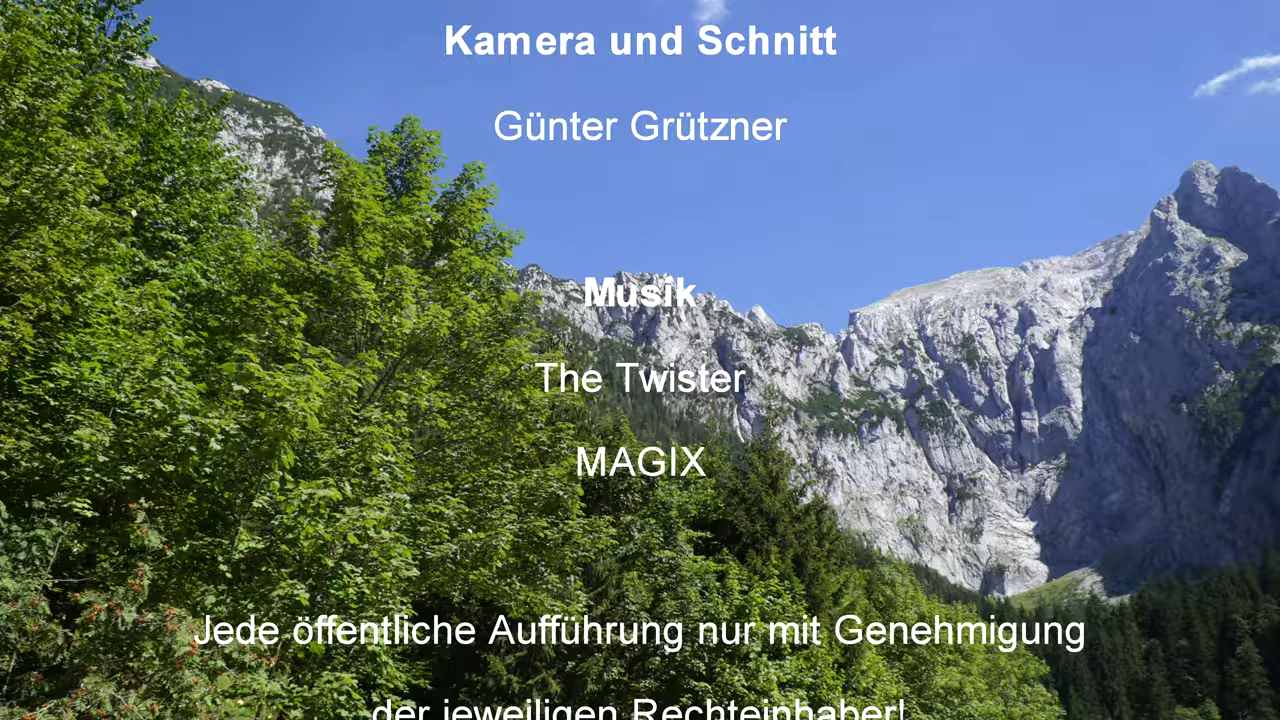 Kamera und Schnitt
Günter Grützner
Musik
The Twister
MAGIX
Jede öffentliche Aufführung nur mit Genehmigung
der jeweiligen Rechteinhaber!